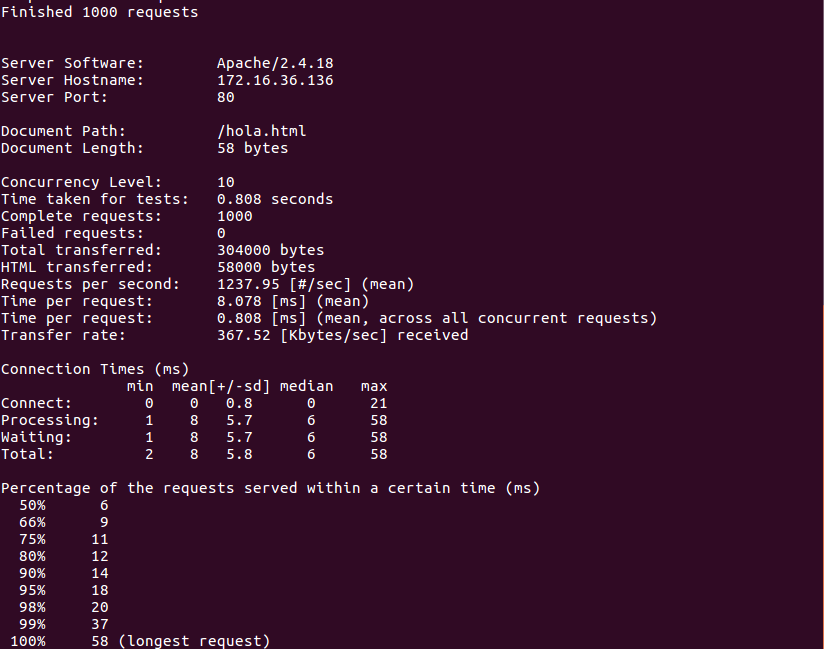 Finished 1000 requests
Server Software: Apache/2.4.18
Server Hostname: 172.16.36.136
Server Port: 80
Document Path: /hola.html
Document Length: 58 bytes
Concurrency Level: 10
Time taken for tests: 0.808 seconds
Complete requests: 1000
Failed requests: 0
Total transferred: 304000 bytes
HTML transferred: 58000 bytes
Requests per second: 1237.95 [#/sec] (mean)
Time per request: 8.078 [ms] (mean)
Time per request: 0.808 [ms] (mean, across all concurrent requests)
Transfer rate: 367.52 [Kbytes/sec] received
Connection Times (ms)
min mean[+/-sd] median max
Connect: 0 0 0.8 0 21
Processing: 1 8 5.7 6 58
Waiting: 1 8 5.7 6 58
Total: 2 8 5.8 6 58
Percentage of the requests served within a certain time (ms)
50% 6
66% 9
75% 11
80% 12
90% 14
95% 18
98% 20
99% 37
100% 58 (longest request)